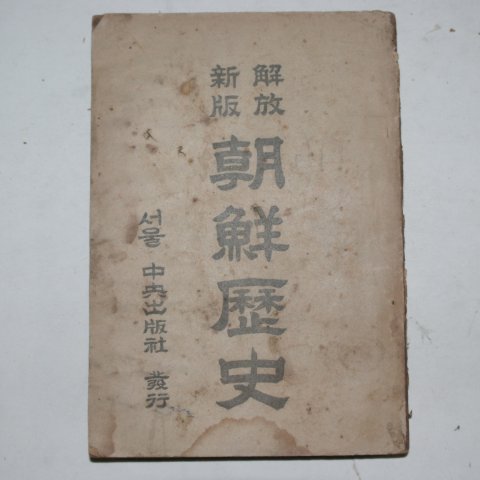 解放
新版
朝鮮歷史
서울 中央出版社 發行